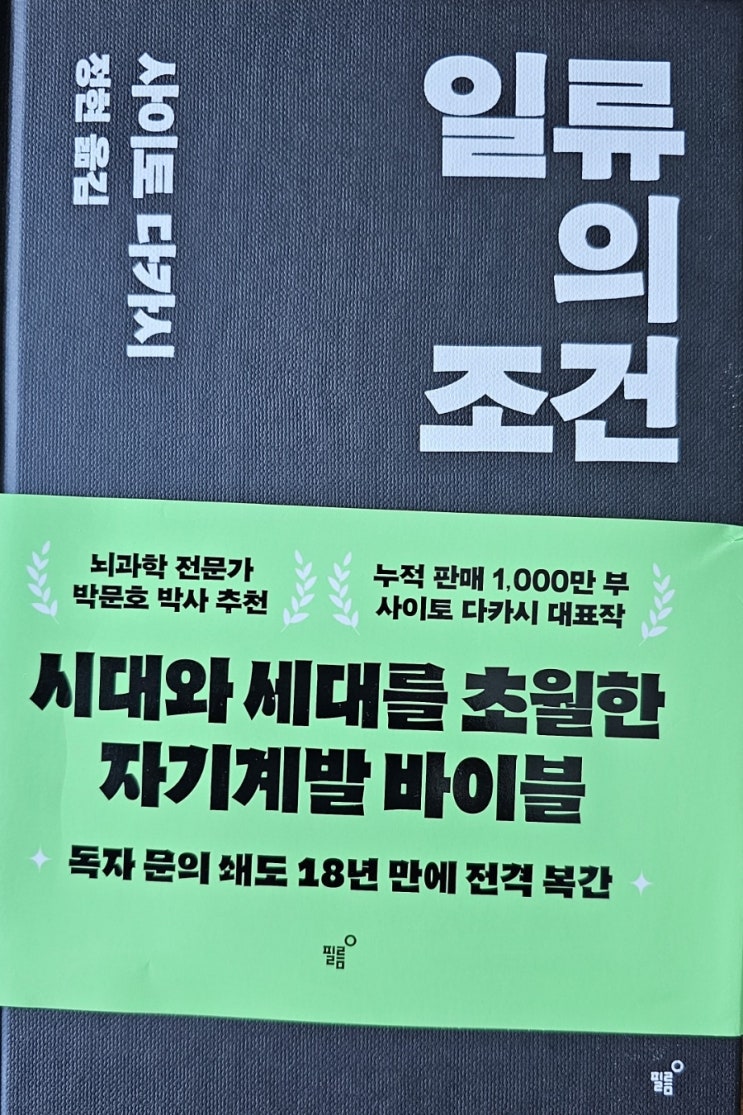 일류
의
조건
사이토 다카시
정현 옮김
뇌과학 전문가
박문호 박사 추천
누적 판매 1,000만 부
사이토 다카시 대표작
시대와 세대를 초월한
자기계발 바이블
독자 문의 쇄도 18년 만에 전격 복간
필름
필름